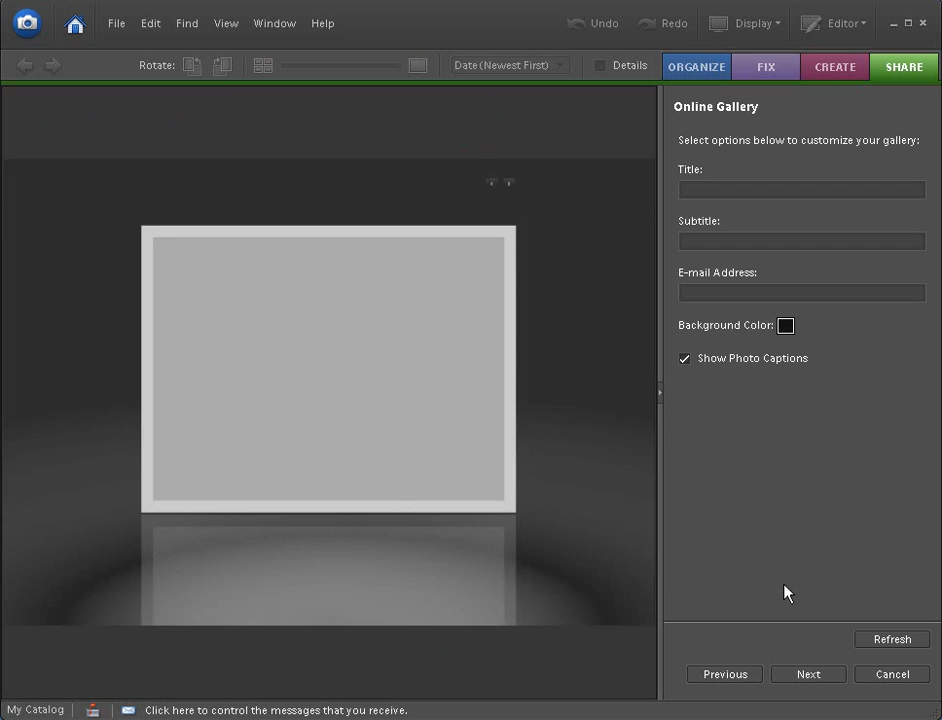 File Edit Find View Window Help Undo Redo Display Editor
Rotate: Date (Newest First) Details ORGANIZE FIX CREATE SHARE
Online Gallery
Select options below to customize your gallery:
Title:
Subtitle:
E-mail Address:
Background Color:
Show Photo Captions
Refresh
Previous Next Cancel
My Catalog Click here to control the messages that you receive.